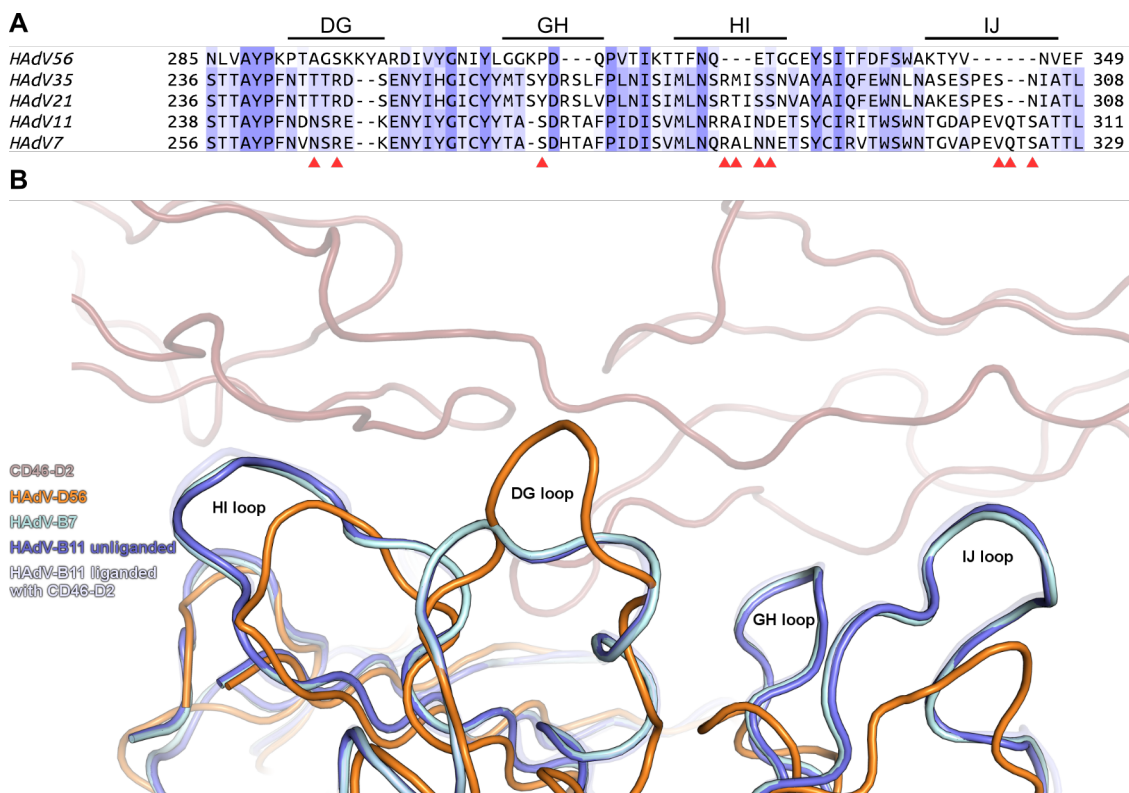 A
DG GH HI IJ
HAdV56 285 NLVAYPKPTAGSKKYARDIVYGNIYLGGKPD---QPVTIKTTFNQ---ETGCEYSITFDFSWAKTYV------NVEF 349
HAdV35 236 STTAYPFNTTTRD--SENYIHGICYYMTSYDRSLFPLNISIMLNSRMISSNVAYAIQFEWNLNASESPES--NIATL 308
HAdV21 236 STTAYPFNTTTRD--SENYIHGICYYMTSYDRSLVPLNISIMLNSRTISSNVAYAIQFEWNLNAKESPES--NIATL 308
HAdV11 238 STTAYPFNDNSRE--KENYIYGTCYYTA-SDRTAFPIDISVMLNRRAINDETSYCIRITWSWNTGDAPEVQTSATTL 311
HAdV7 256 STTAYPFNVNSRE--KENYIYGTCYYTA-SDHTAFPIDISVMLNQRALNNETSYCIRVTWSWNTGVAPEVQTSATTL 329
B
CD46-D2
HAdV-D56
HAdV-B7
HAdV-B11 unliganded
HAdV-B11 liganded
with CD46-D2
HI loop
DG loop
GH loop
IJ loop